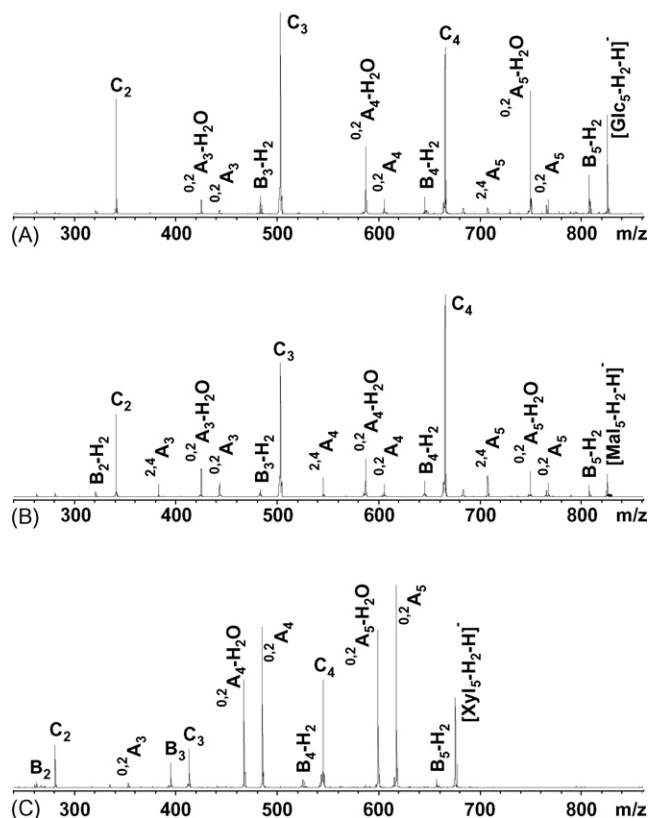 C₂
⁰,²A₃-H₂O
⁰,²A₃
B₃-H₂
C₃
⁰,²A₄-H₂O
⁰,²A₄
B₄-H₂
C₄
²,⁴A₅
⁰,²A₅-H₂O
⁰,²A₅
B₅-H₂
[Glc₅-H₂-H]⁻
(A) 300 400 500 600 700 800 m/z
B₂-H₂
C₂
²,⁴A₃
⁰,²A₃-H₂O
⁰,²A₃
B₃-H₂
C₃
²,⁴A₄
⁰,²A₄-H₂O
⁰,²A₄
B₄-H₂
C₄
²,⁴A₅
⁰,²A₅-H₂O
⁰,²A₅
B₅-H₂
[Mal₅-H₂-H]⁻
(B) 300 400 500 600 700 800 m/z
B₂
C₂
⁰,²A₃
B₃
C₃
⁰,²A₄-H₂O
⁰,²A₄
B₄-H₂
C₄
⁰,²A₅-H₂O
⁰,²A₅
B₅-H₂
[Xyl₅-H₂-H]⁻
(C) 300 400 500 600 700 800 m/z